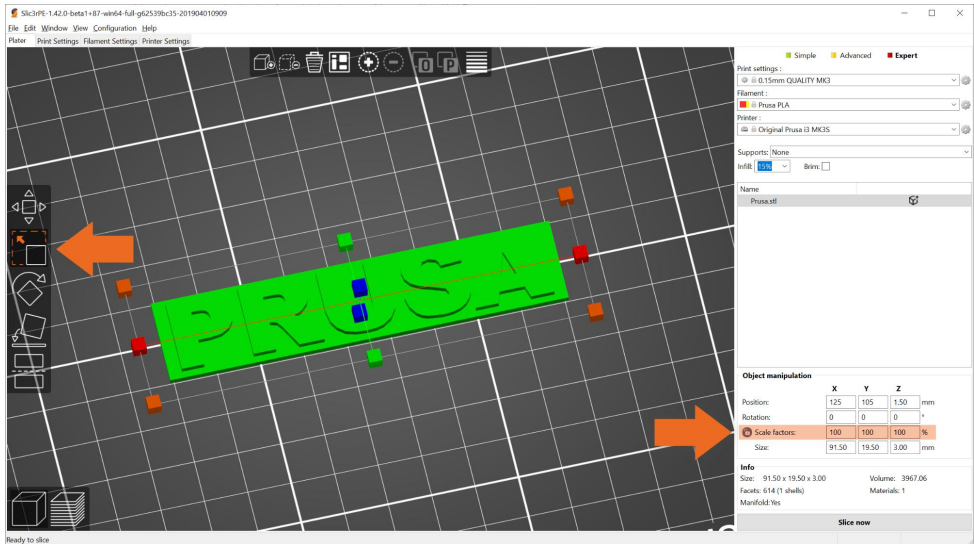 Slic3rPE-1.42.0-beta1+87-win64-full-g62539bc35-201904010909
File Edit Window View Configuration Help
Plater Print Settings Filament Settings Printer Settings
Simple Advanced Expert
Print settings :
0.15mm QUALITY MK3
Filament :
Prusa PLA
Printer :
Original Prusa i3 MK3S
Supports: None
Infill: 15% Brim:
Name
Prusa.stl
PRUSA
O P
Object manipulation
X Y Z
Position: 125 105 1.50 mm
Rotation: 0 0 0 °
Scale factors: 100 100 100 %
Size: 91.50 19.50 3.00 mm
Info
Size: 91.50 x 19.50 x 3.00 Volume: 3967.06
Facets: 614 (1 shells) Materials: 1
Manifold: Yes
Slice now
Ready to slice